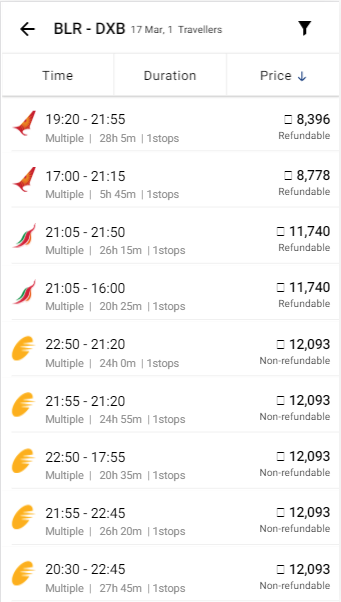 BLR - DXB 17 Mar, 1 Travellers
Time Duration Price ↓
19:20 - 21:55 8,396
Multiple | 28h 5m | 1stops Refundable
17:00 - 21:15 8,778
Multiple | 5h 45m | 1stops Refundable
21:05 - 21:50 11,740
Multiple | 26h 15m | 1stops Refundable
21:05 - 16:00 11,740
Multiple | 20h 25m | 1stops Refundable
22:50 - 21:20 12,093
Multiple | 24h 0m | 1stops Non-refundable
21:55 - 21:20 12,093
Multiple | 24h 55m | 1stops Non-refundable
22:50 - 17:55 12,093
Multiple | 20h 35m | 1stops Non-refundable
21:55 - 22:45 12,093
Multiple | 26h 20m | 1stops Non-refundable
20:30 - 22:45 12,093
Multiple | 27h 45m | 1stops Non-refundable